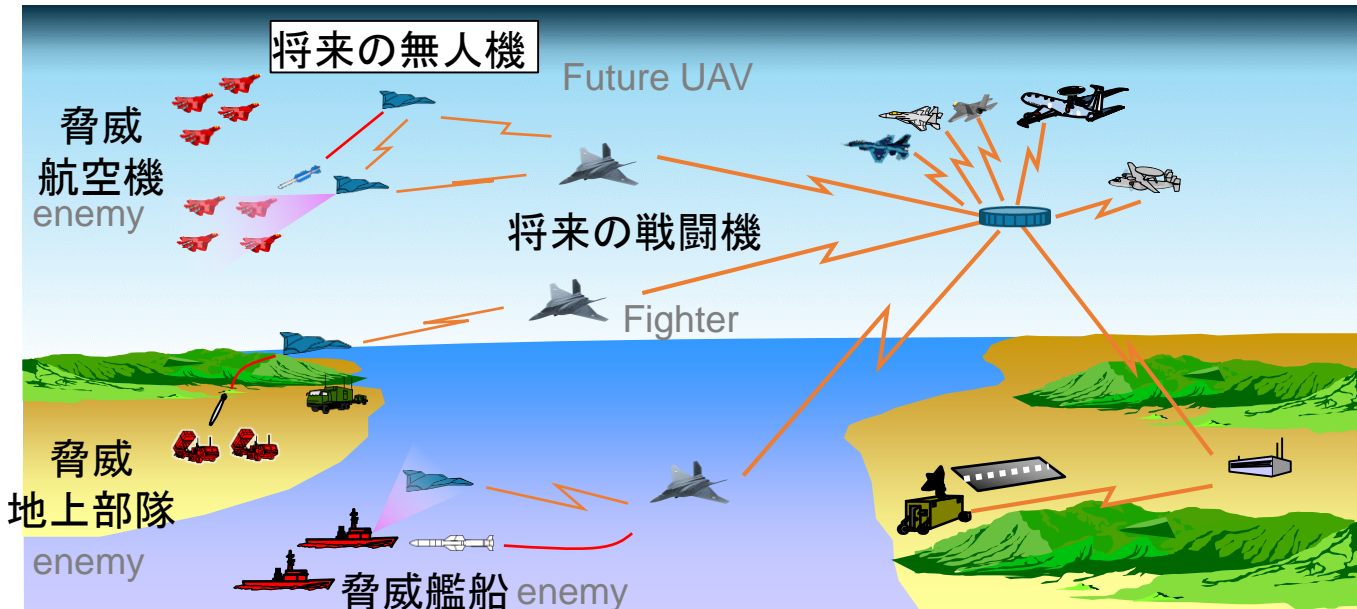 将来の無人機
Future UAV
脅威
航空機
enemy
将来の戦闘機
Fighter
脅威
地上部隊
enemy
脅威艦船 enemy